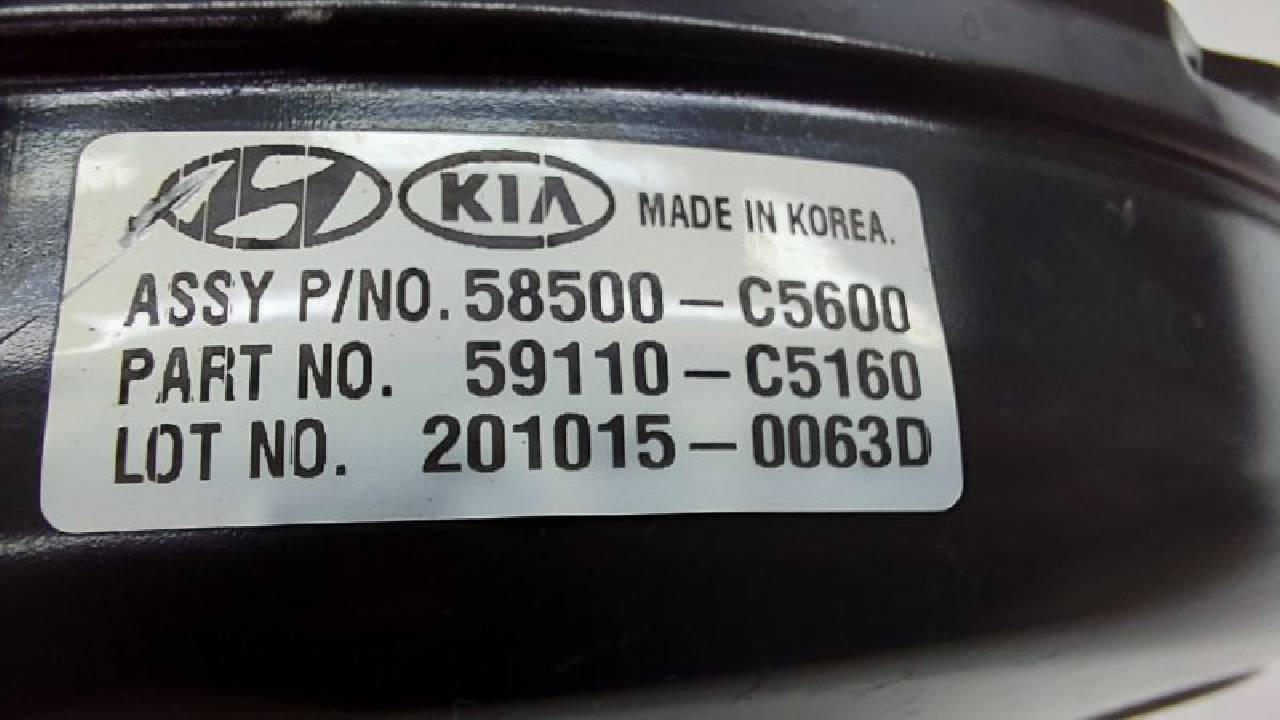 KIA MADE IN KOREA.
ASSY P/NO. 58500-C5600
PART NO. 59110-C5160
LOT NO. 201015-0063D